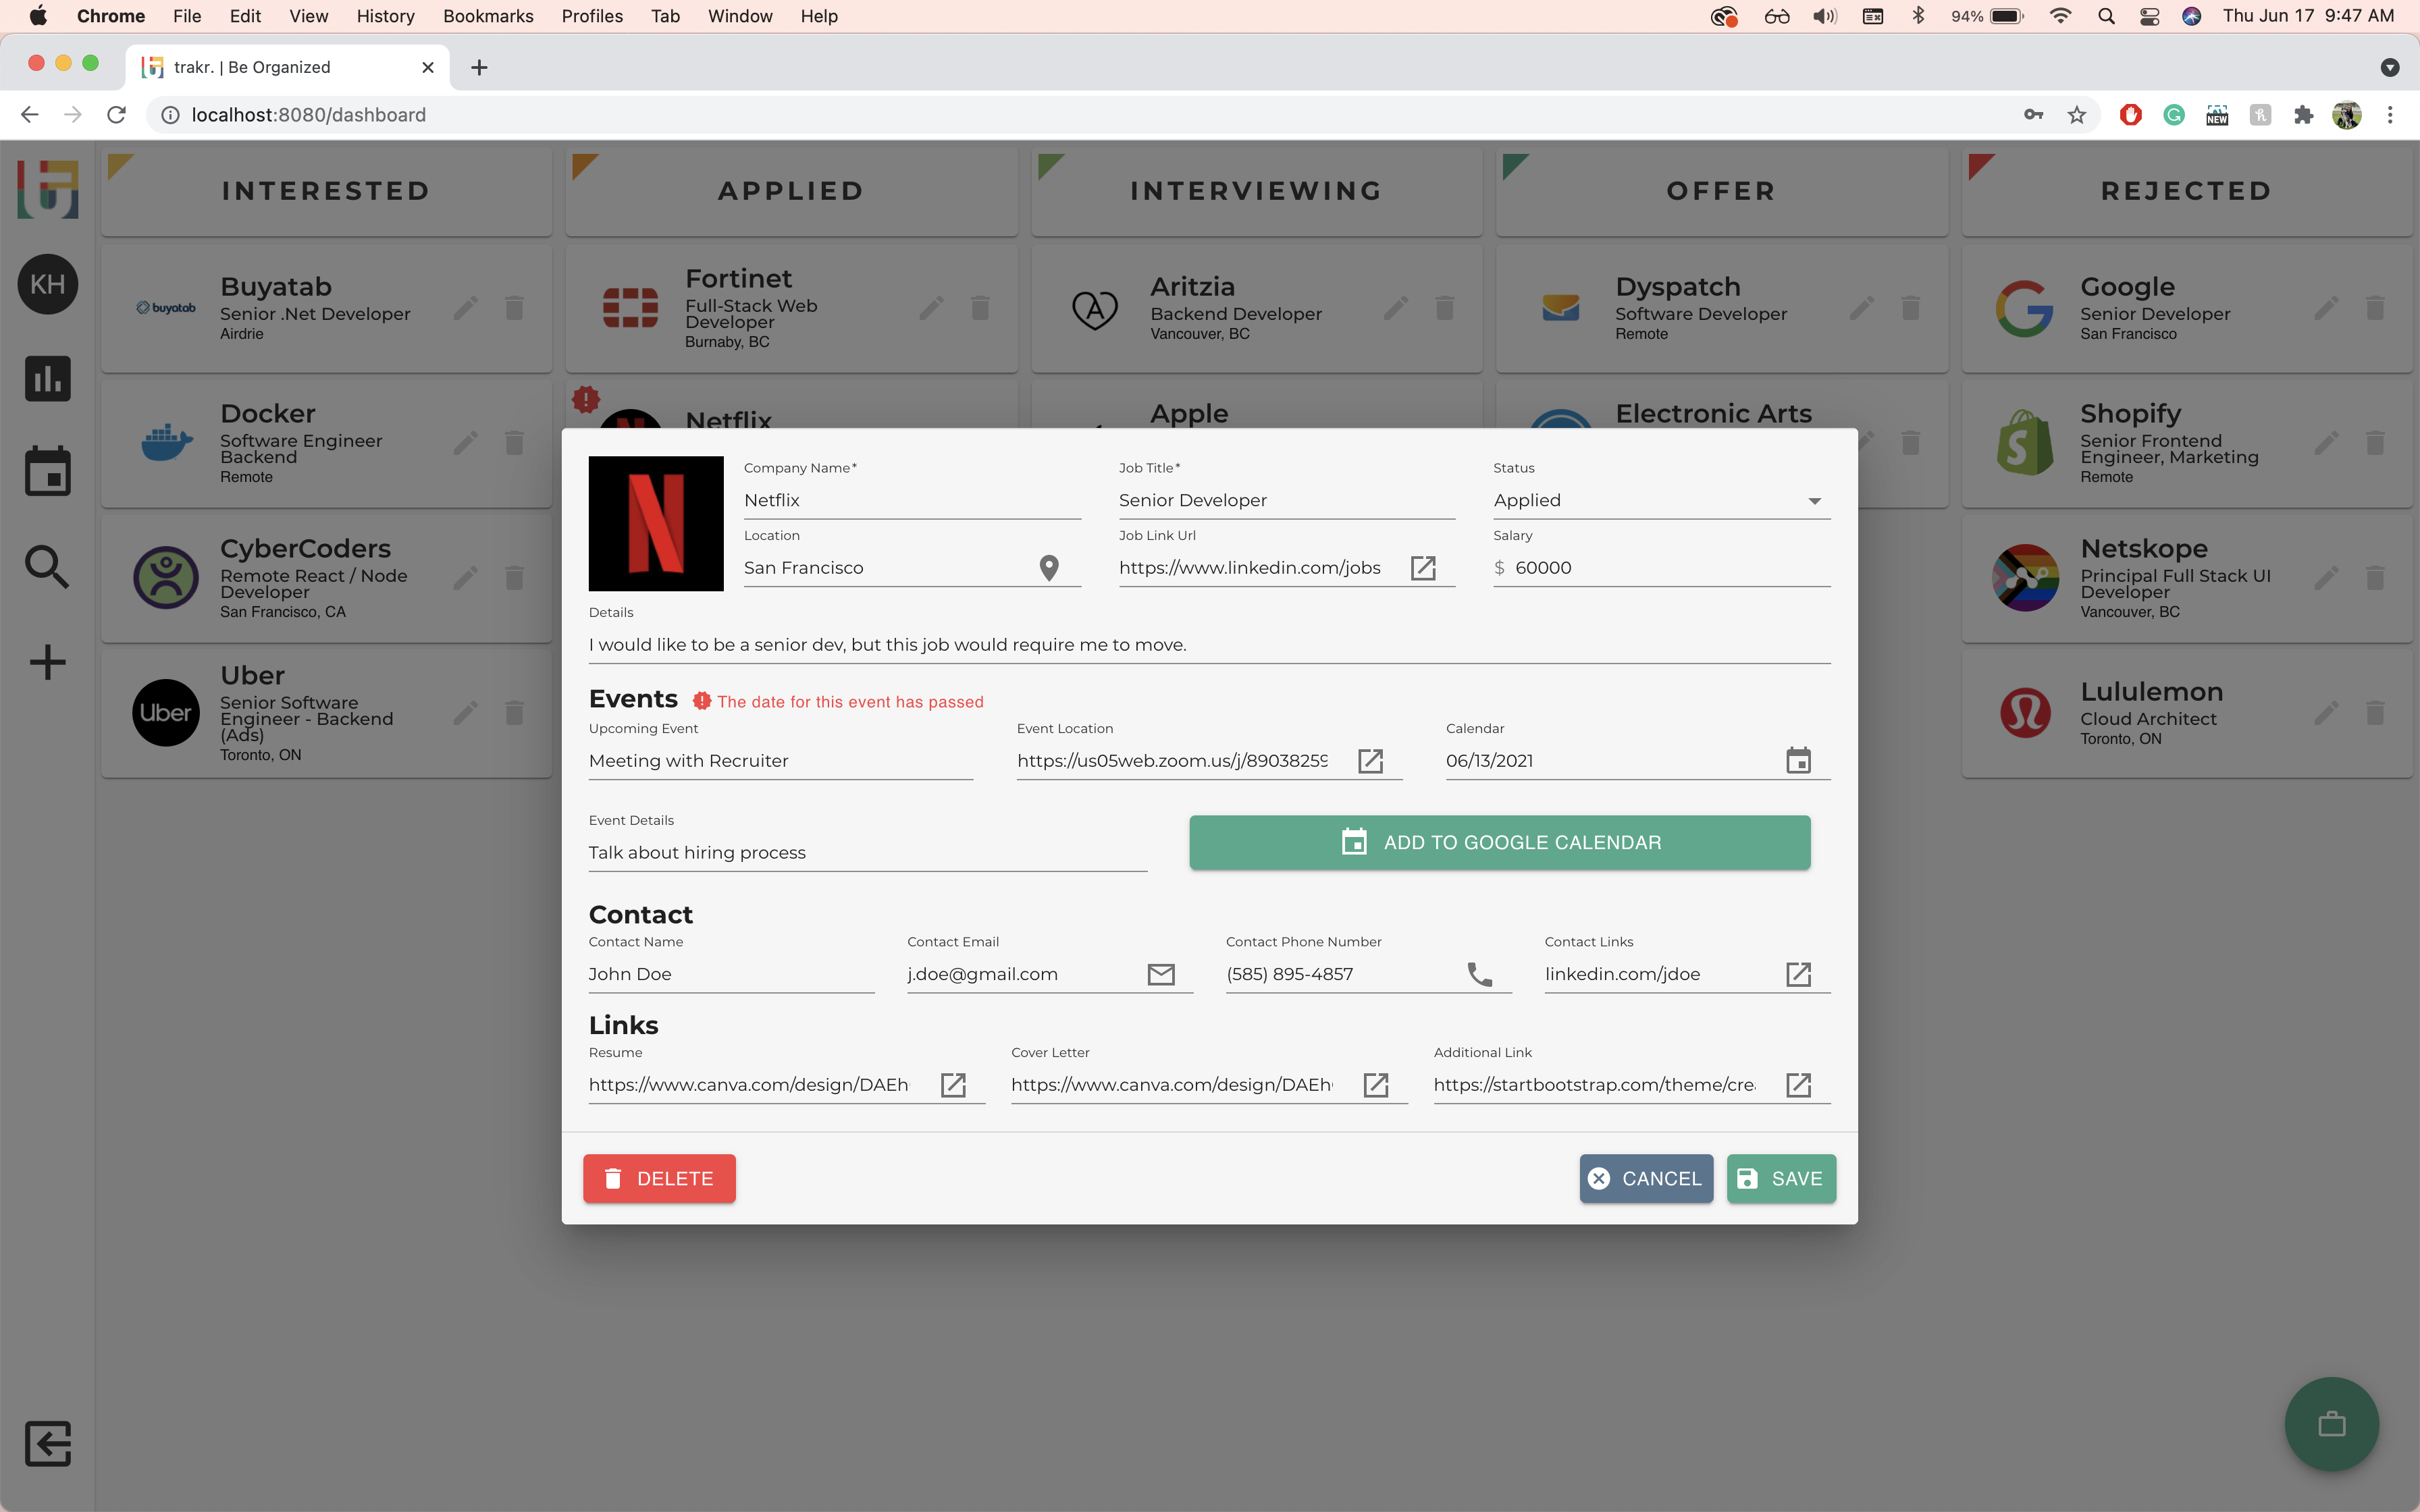 Chrome File Edit View History Bookmarks Profiles Tab Window Help 94% Thu Jun 17 9:47 AM
trakr. | Be Organized
localhost:8080/dashboard
NEW
INTERESTED APPLIED INTERVIEWING OFFER REJECTED
KH
buyatab
Buyatab
Senior .Net Developer
Airdrie
Fortinet
Full-Stack Web
Developer
Burnaby, BC
Aritzia
Backend Developer
Vancouver, BC
Dyspatch
Software Developer
Remote
Google
Senior Developer
San Francisco
Docker
Software Engineer
Backend
Remote
Netflix
Apple
Electronic Arts
Shopify
Senior Frontend
Engineer, Marketing
Remote
CyberCoders
Remote React / Node
Developer
San Francisco, CA
Netskope
Principal Full Stack UI
Developer
Vancouver, BC
Uber
Uber
Senior Software
Engineer - Backend
(Ads)
Toronto, ON
Lululemon
Cloud Architect
Toronto, ON
N
Company Name*
Netflix
Job Title*
Senior Developer
Status
Applied
Location
San Francisco
Job Link Url
https://www.linkedin.com/jobs
Salary
$ 60000
Details
I would like to be a senior dev, but this job would require me to move.
Events The date for this event has passed
Upcoming Event
Meeting with Recruiter
Event Location
https://us05web.zoom.us/j/89038259
Calendar
06/13/2021
Event Details
Talk about hiring process
ADD TO GOOGLE CALENDAR
Contact
Contact Name
John Doe
Contact Email
j.doe@gmail.com
Contact Phone Number
(585) 895-4857
Contact Links
linkedin.com/jdoe
Links
Resume
https://www.canva.com/design/DAEh
Cover Letter
https://www.canva.com/design/DAEh
Additional Link
https://startbootstrap.com/theme/cre
DELETE
CANCEL
SAVE